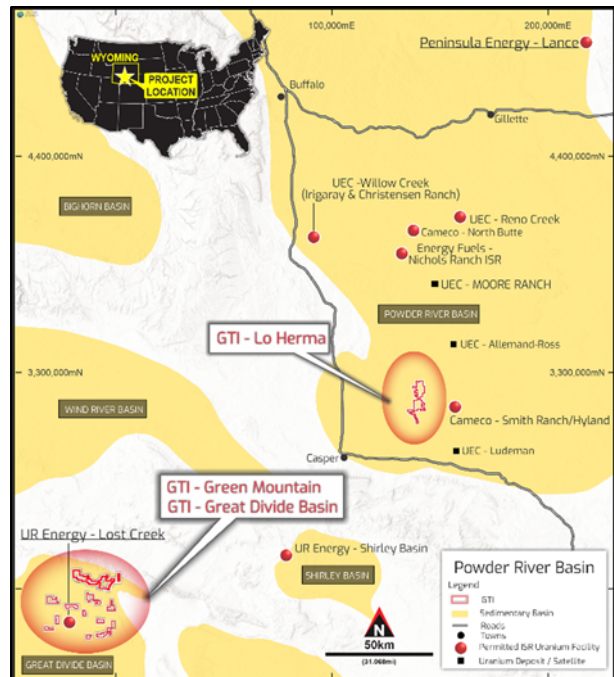 100,000mE
200,000mE
Peninsula Energy - Lance
WYOMING
PROJECT
LOCATION
Buffalo
Gillette
4,400,000mN
4,400,000mN
BIGHORN BASIN
UEC -Willow Creek
(Irigaray & Christensen Ranch)
UEC - Reno Creek
Cameco - North Butte
Energy Fuels -
Nichols Ranch ISR
UEC - MOORE RANCH
POWDER RIVER BASIN
GTI - Lo Herma
UEC - Allemand-Ross
3,300,000mN
3,300,000mN
WIND RIVER BASIN
Cameco - Smith Ranch/Hyland
Casper
UEC - Ludeman
GTI - Green Mountain
GTI - Great Divide Basin
UR Energy - Lost Creek
UR Energy - Shirley Basin
SHIRLEY BASIN
GREAT DIVIDE BASIN
N
50km
(31.068mi)
Powder River Basin
Legend
GTI
Sedimentary Basin
Roads
Towns
Permitted ISR Uranium Facility
Uranium Deposit / Satellite